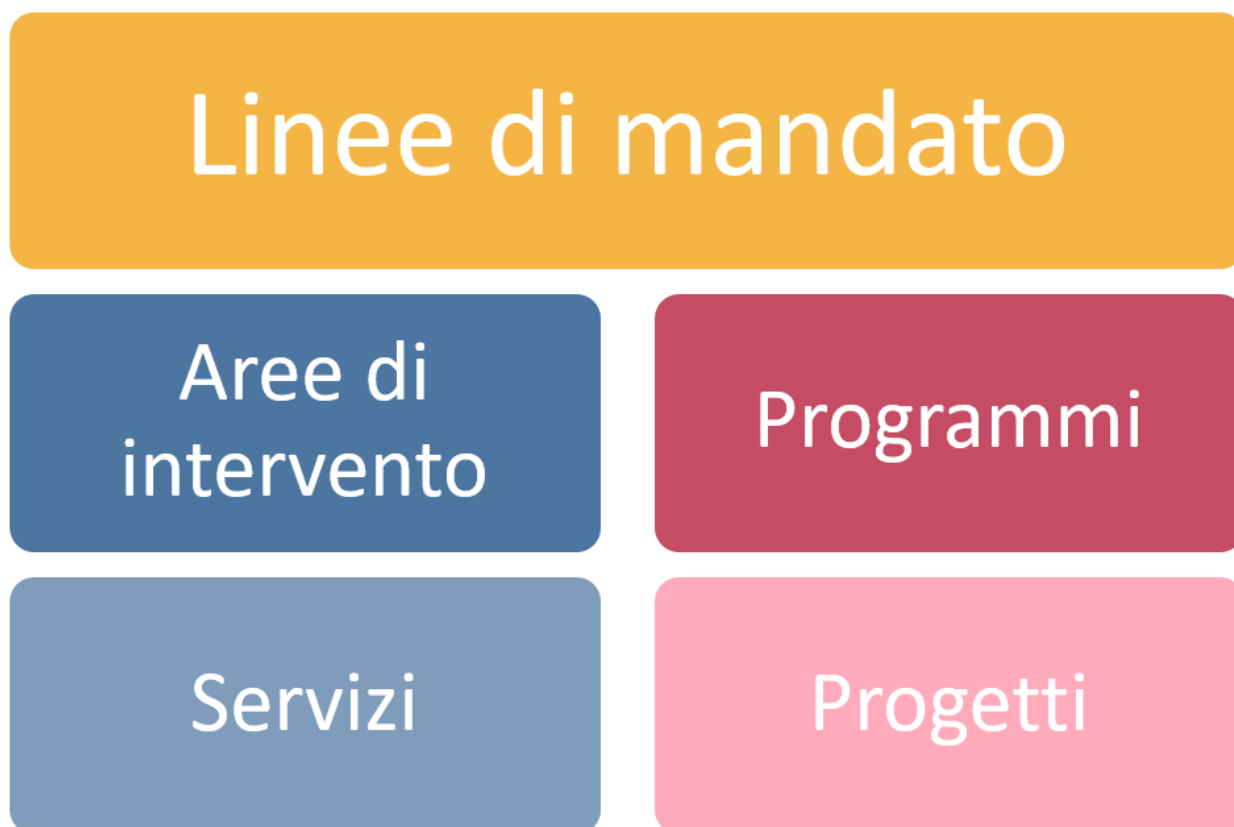 Linee di mandato
Aree di
intervento
Programmi
Servizi
Progetti